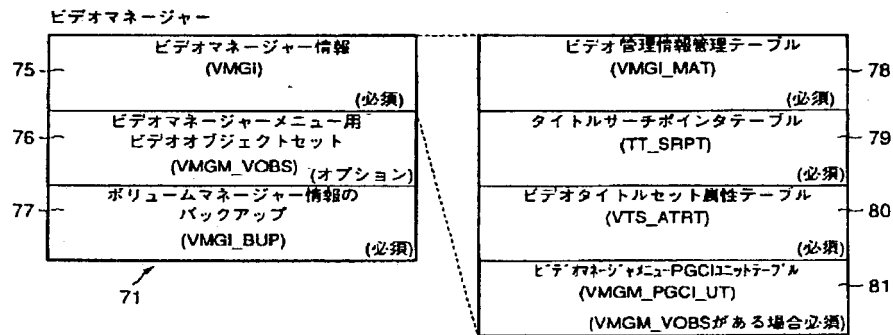 ビデオマネージャー
75
ビデオマネージャー情報
(VMGI)
(必須)
76
ビデオマネージャーメニュー用
ビデオオブジェクトセット
(VMGM_VOBS)
(オプション)
77
ボリュームマネージャー情報の
バックアップ
(VMGI_BUP)
(必須)
71
ビデオ管理情報管理テーブル
(VMGI_MAT)
(必須)
78
タイトルサーチポインタテーブル
(TT_SRPT)
(必須)
79
ビデオタイトルセット属性テーブル
(VTS_ATRT)
(必須)
80
ビデオマネージャメニューPGCIユニットテーブル
(VMGM_PGCI_UT)
(VMGM_VOBSがある場合必須)
81